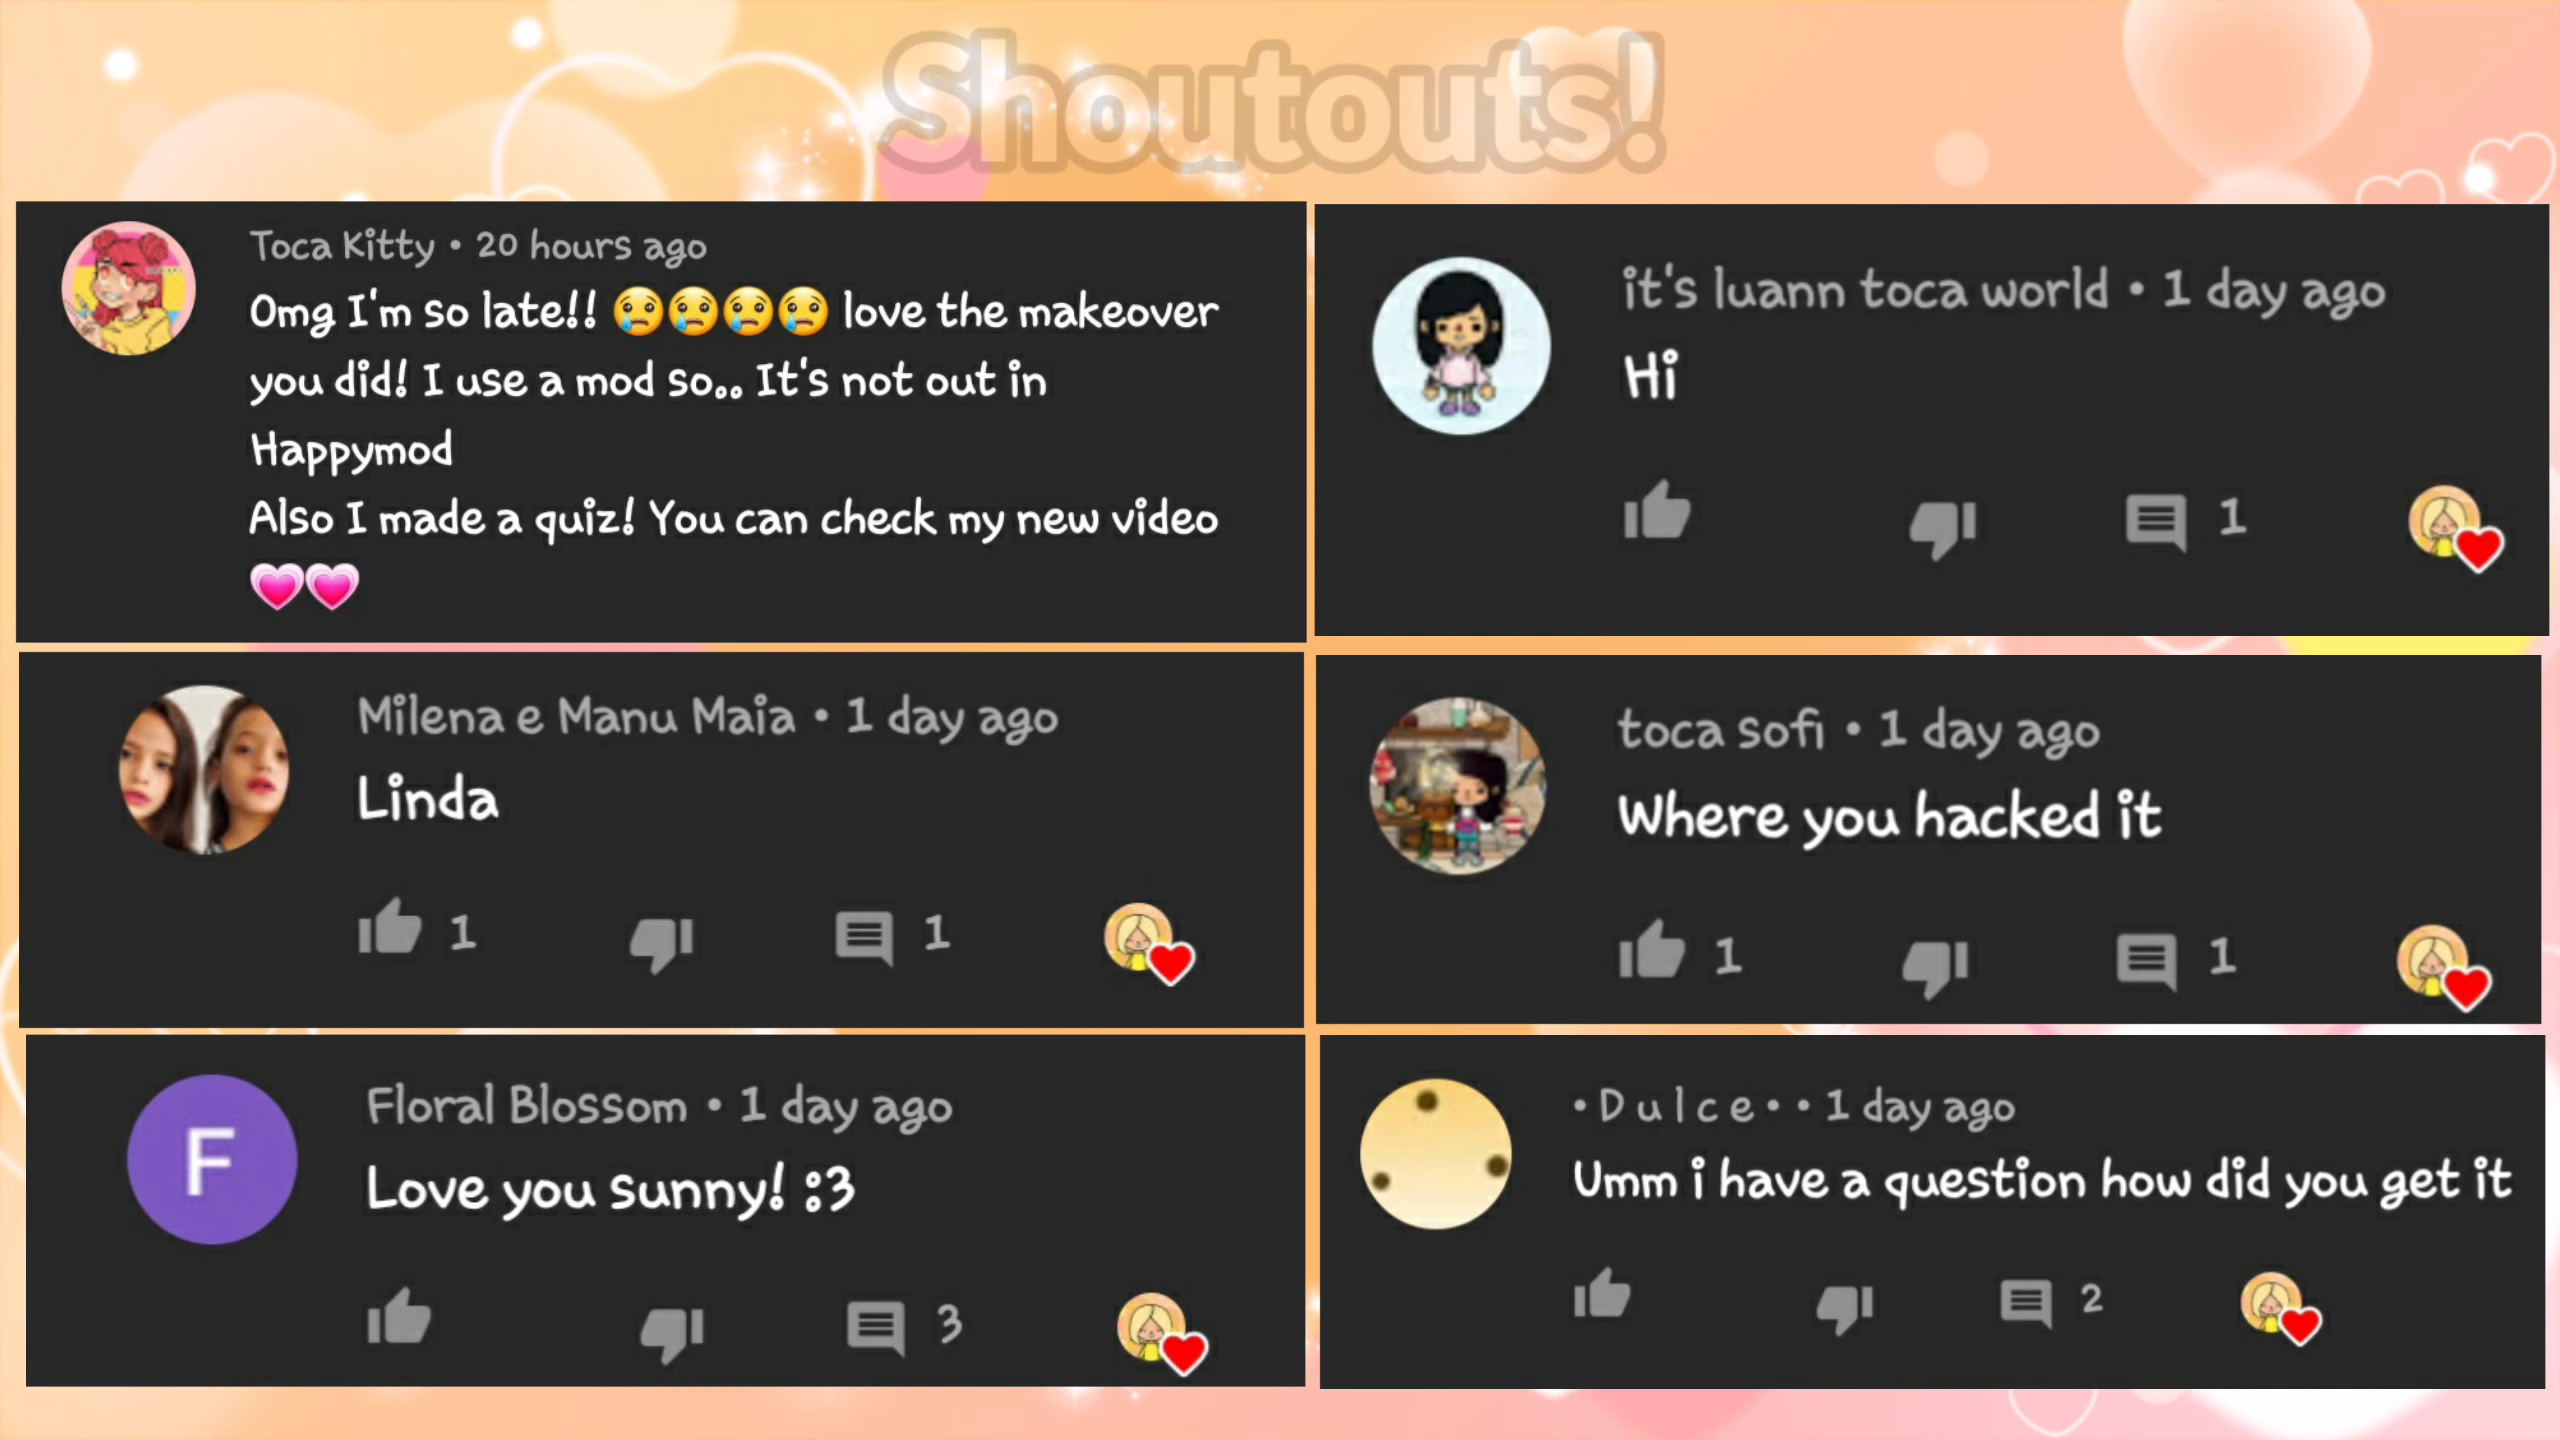 Shoutouts!
Toca Kitty • 20 hours ago
Omg I'm so late!! 😢😢😢😢 love the makeover
you did! I use a mod so.. It's not out in
Happymod
Also I made a quiz! You can check my new video
💗💗
it's luann toca world • 1 day ago
Hi
1
Milena e Manu Maia • 1 day ago
Linda
1 1
toca sofi • 1 day ago
Where you hacked it
1 1
F
Floral Blossom • 1 day ago
Love you sunny! :3
3
• D u l c e • • 1 day ago
Umm i have a question how did you get it
2